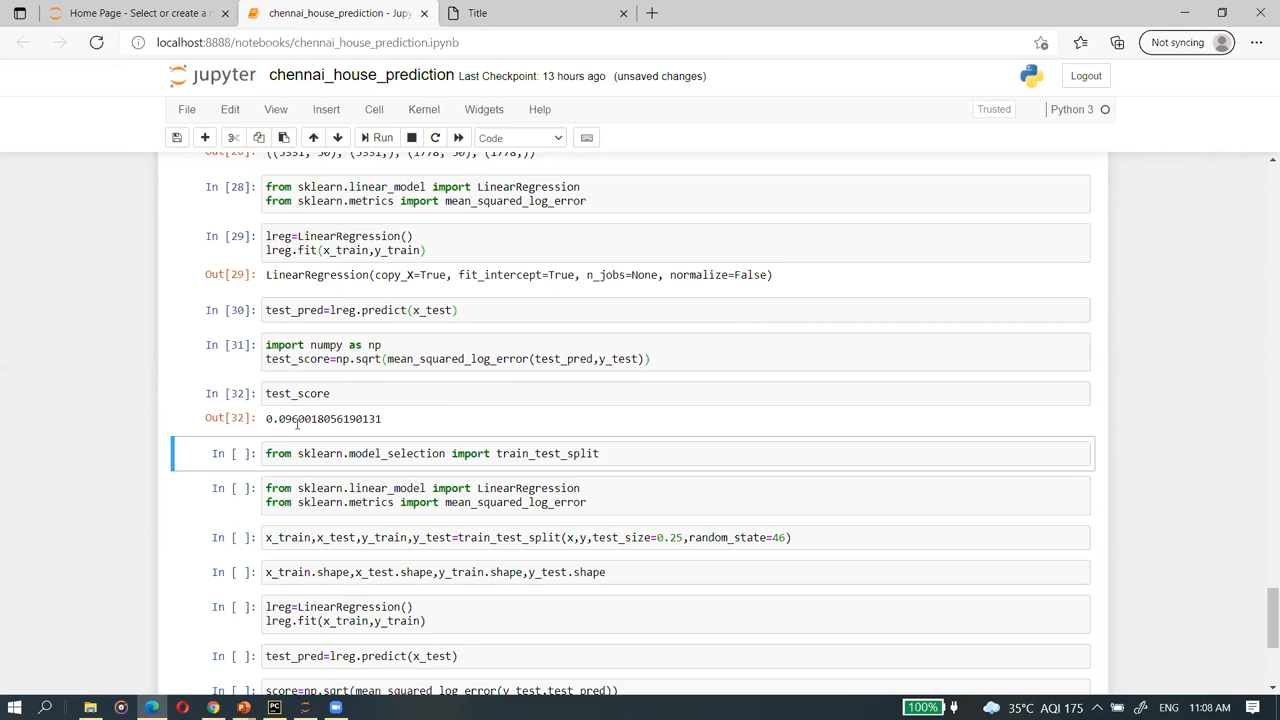 Home Page - Select or create a n
chennai_house_prediction - Jupy
Title
localhost:8888/notebooks/chennai_house_prediction.ipynb
Not syncing
jupyter chennai_house_prediction Last Checkpoint: 13 hours ago (unsaved changes)
Logout
File Edit View Insert Cell Kernel Widgets Help
Trusted
Python 3
Run
Code
In [28]: from sklearn.linear_model import LinearRegression
from sklearn.metrics import mean_squared_log_error
In [29]: lreg=LinearRegression()
lreg.fit(x_train,y_train)
Out[29]: LinearRegression(copy_X=True, fit_intercept=True, n_jobs=None, normalize=False)
In [30]: test_pred=lreg.predict(x_test)
In [31]: import numpy as np
test_score=np.sqrt(mean_squared_log_error(test_pred,y_test))
In [32]: test_score
Out[32]: 0.0960018056190131
In [ ]: from sklearn.model_selection import train_test_split
In [ ]: from sklearn.linear_model import LinearRegression
from sklearn.metrics import mean_squared_log_error
In [ ]: x_train,x_test,y_train,y_test=train_test_split(x,y,test_size=0.25,random_state=46)
In [ ]: x_train.shape,x_test.shape,y_train.shape,y_test.shape
In [ ]: lreg=LinearRegression()
lreg.fit(x_train,y_train)
In [ ]: test_pred=lreg.predict(x_test)
In [ ]: score=np.sqrt(mean_squared_log_error(y_test,test_pred))
100%
35°C AQI 175
ENG
11:08 AM